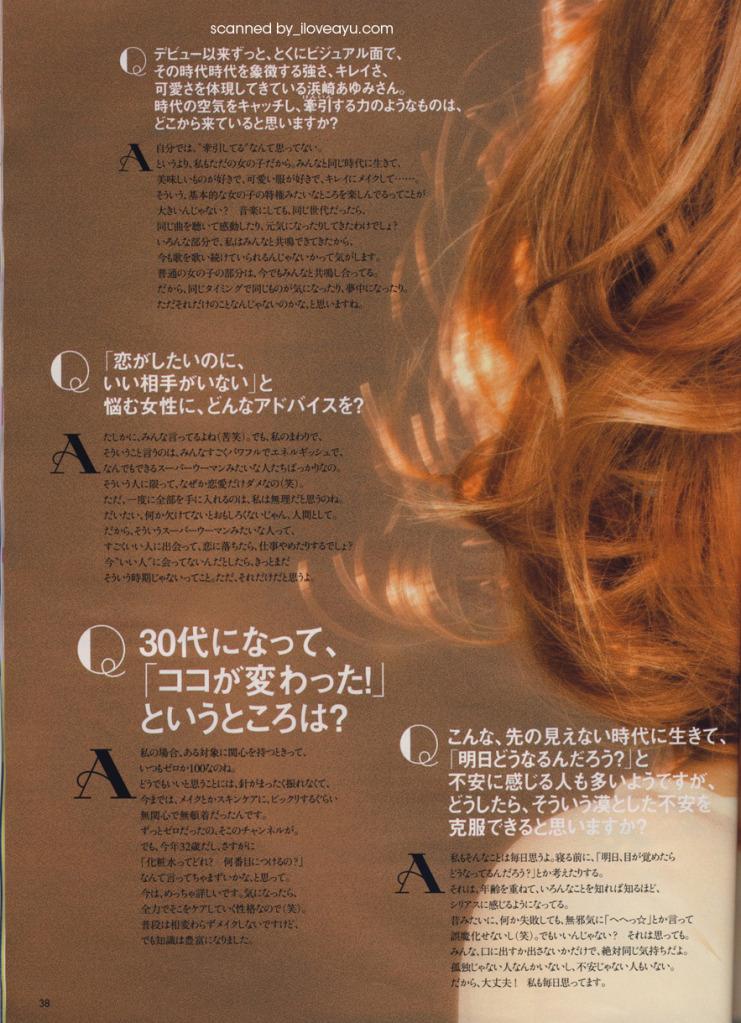 scanned by_iloveayu.com
Q
デビュー以来ずっと、とくにビジュアル面で、
その時代時代を象徴する強さ、キレイさ、
可愛さを体現してきている浜崎あゆみさん。
時代の空気をキャッチし、牽引する力のようなものは、
どこから来ていると思いますか?
A
自分では、"牽引してる"なんて思ってない。
というより、私もただの女の子だから。みんなと同じ時代に生きて、
美味しいものが好きで、可愛い服が好きで、キレイにメイクして……。
そういう、基本的な女の子の特権みたいなところを楽しんでるってことが
大きいんじゃない? 音楽にしても、同じ世代だったら、
同じ曲を聴いて感動したり、元気になったりしてきたわけでしょ?
いろんな部分で、私はみんなと共鳴できてきたから、
今も歌を歌い続けていられるんじゃないかって気がします。
普通の女の子の部分は、今でもみんなと共鳴し合ってる。
だから、同じタイミングで同じものが気になったり、夢中になったり。
ただそれだけのことなんじゃないのかな、と思いますね。
Q
「恋がしたいのに、
いい相手がいない」と
悩む女性に、どんなアドバイスを?
A
たしかに、みんな言ってるよね(苦笑)。でも、私のまわりで、
そういうこと言うのは、みんなすごくパワフルでエネルギッシュで、
なんでもできるスーパーウーマンみたいな人たちばっかりなの。
そういう人に限って、なぜか恋愛だけダメなの(笑)。
ただ、一度に全部を手に入れるのは、私は無理だと思うのね。
だいたい、何か欠けてないとおもしろくないじゃん、人間として。
だから、そういうスーパーウーマンみたいな人って、
すごくいい人に出会って、恋に落ちたら、仕事やめたりするでしょ?
今"いい人"に会ってないんだとしたら、きっとまだ
そういう時期じゃないってこと。ただ、それだけだと思うよ。
Q
30代になって、
「ココが変わった!」
というところは?
A
私の場合、ある対象に関心を持つときって、
いつもゼロか100なのね。
どうでもいいと思うことには、針がまったく振れなくて、
今までは、メイクとかスキンケアに、ビックリするぐらい
無関心で無頓着だったんです。
ずっとゼロだったの、そこのチャンネルが。
でも、今年32歳だし、さすがに
「化粧水ってどれ? 何番目につけるの?」
なんて言ってちゃまずいかな、と思って。
今は、めっちゃ詳しいです。気になったら、
全力でそこをケアしていく性格なので(笑)。
普段は相変わらずメイクしないですけど、
でも知識は豊富になりました。
Q
こんな、先の見えない時代に生きて、
「明日どうなるんだろう?」と
不安に感じる人も多いようですが、
どうしたら、そういう漠とした不安を
克服できると思いますか?
A
私もそんなことは毎日思うよ。寝る前に、「明日、目が覚めたら
どうなってるんだろう?」とか考えたりする。
それは、年齢を重ねて、いろんなことを知れば知るほど、
シリアスに感じるようになってる。
昔みたいに、何か失敗しても、無邪気に「へへっ☆」とか言って
誤魔化せないし(笑)。でもいいんじゃない? それは思っても。
みんな、口に出すか出さないかだけで、絶対同じ気持ちだよ。
孤独じゃない人なんかいないし、不安じゃない人もいない。
だから、大丈夫! 私も毎日思ってます。
38